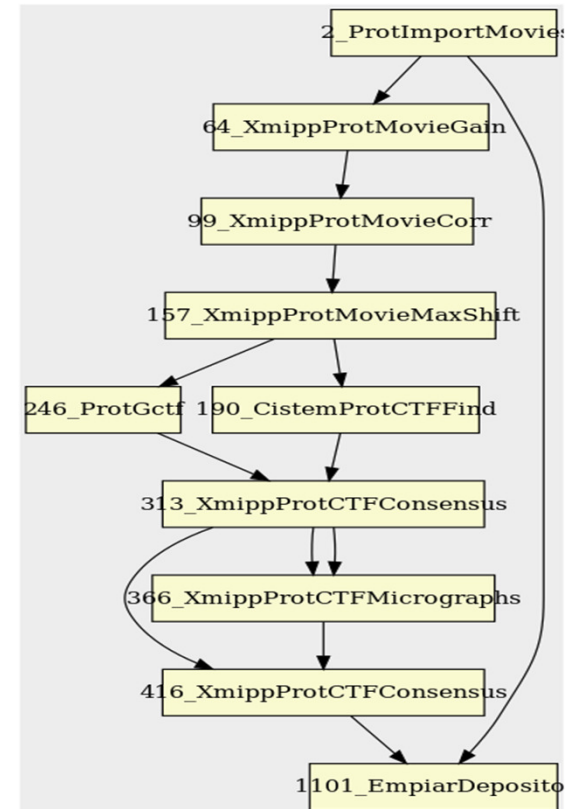 2_ProtImportMovies
64_XmippProtMovieGain
99_XmippProtMovieCorr
157_XmippProtMovieMaxShift
246_ProtGctf
190_CistemProtCTFFind
313_XmippProtCTFConsensus
366_XmippProtCTFMicrographs
416_XmippProtCTFConsensus
1101_EmpiarDeposito